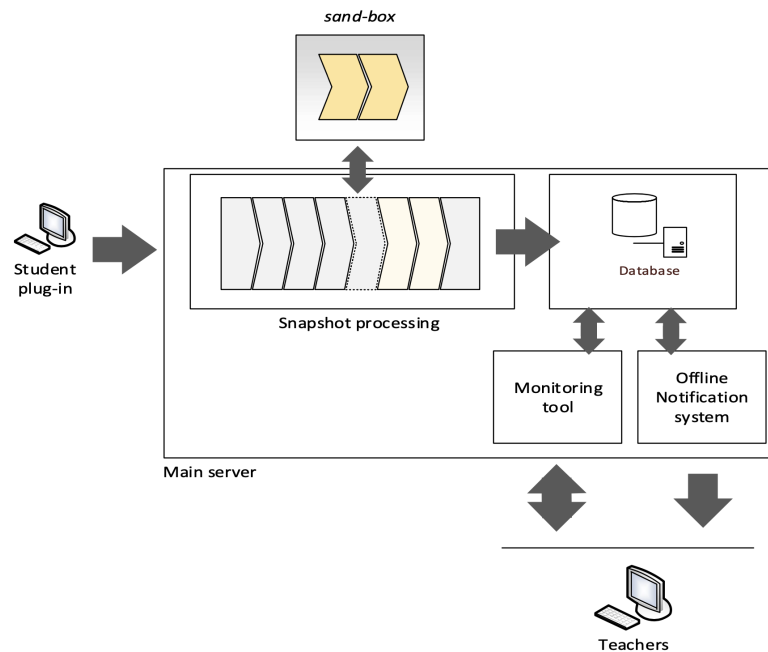 sand-box
Student
plug-in
Snapshot processing
Database
Monitoring
tool
Offline
Notification
system
Main server
Teachers